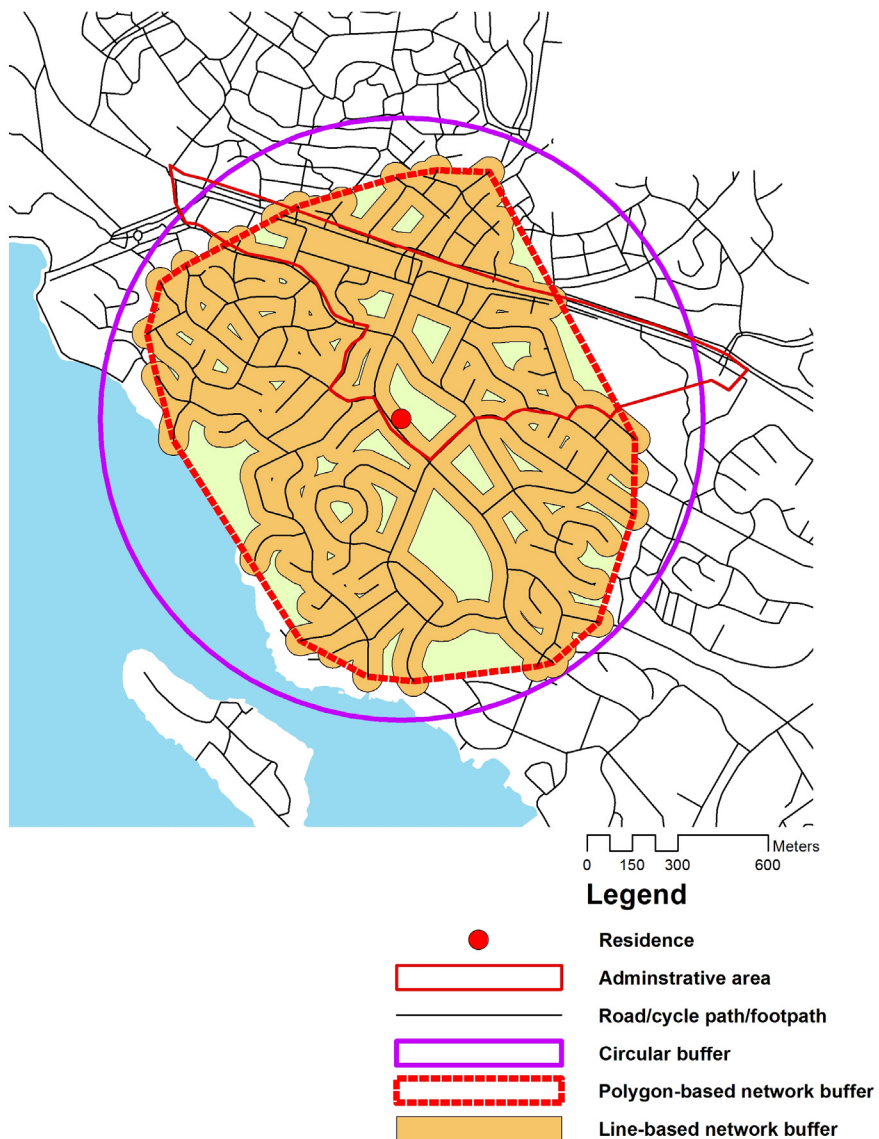 Meters
0 150 300 600
Legend
Residence
Adminstrative area
Road/cycle path/footpath
Circular buffer
Polygon-based network buffer
Line-based network buffer